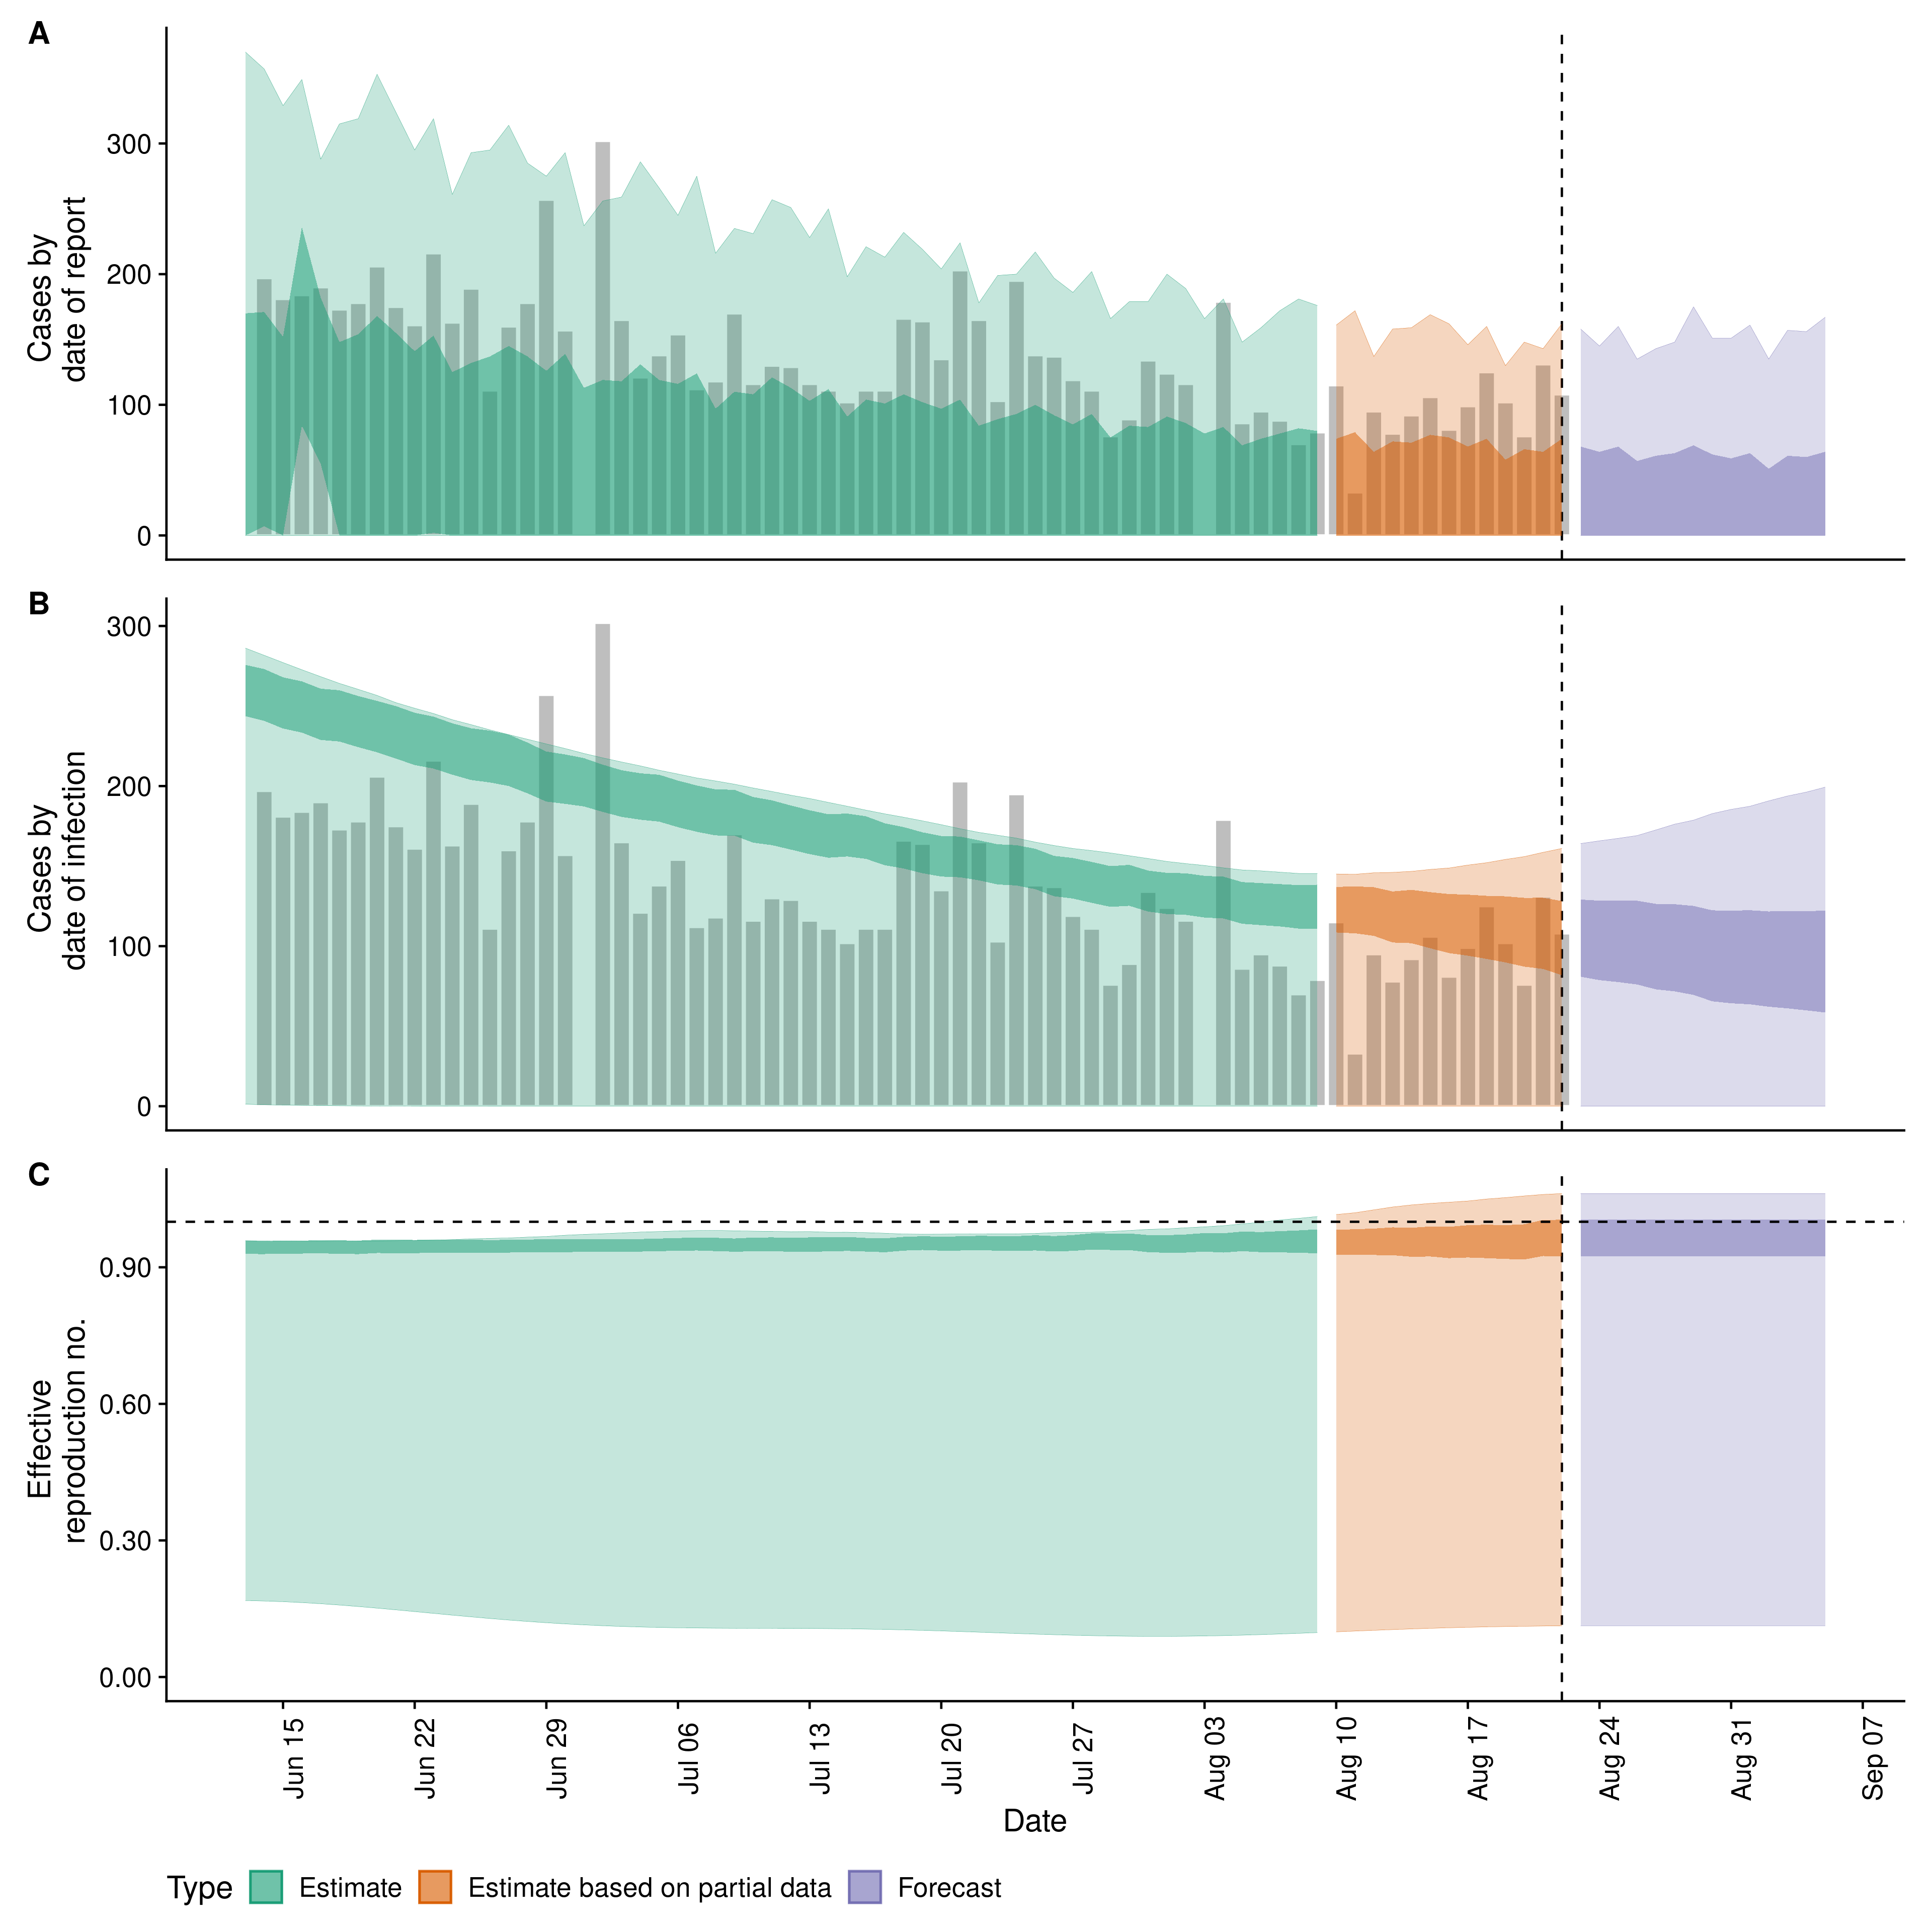 A
Cases by
date of report
300
200
100
0
B
Cases by
date of infection
300
200
100
0
C
Effective
reproduction no.
0.90
0.60
0.30
0.00
Jun 15
Jun 22
Jun 29
Jul 06
Jul 13
Jul 20
Jul 27
Aug 03
Aug 10
Aug 17
Aug 24
Aug 31
Sep 07
Date
Type
Estimate
Estimate based on partial data
Forecast